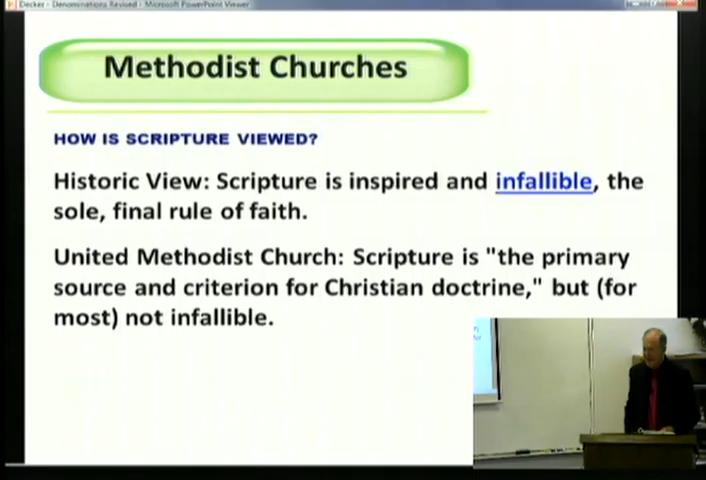 Decker - Denominations Revised - Microsoft PowerPoint Viewer
Methodist Churches
HOW IS SCRIPTURE VIEWED?
Historic View: Scripture is inspired and infallible, the
sole, final rule of faith.
United Methodist Church: Scripture is "the primary
source and criterion for Christian doctrine," but (for
most) not infallible.